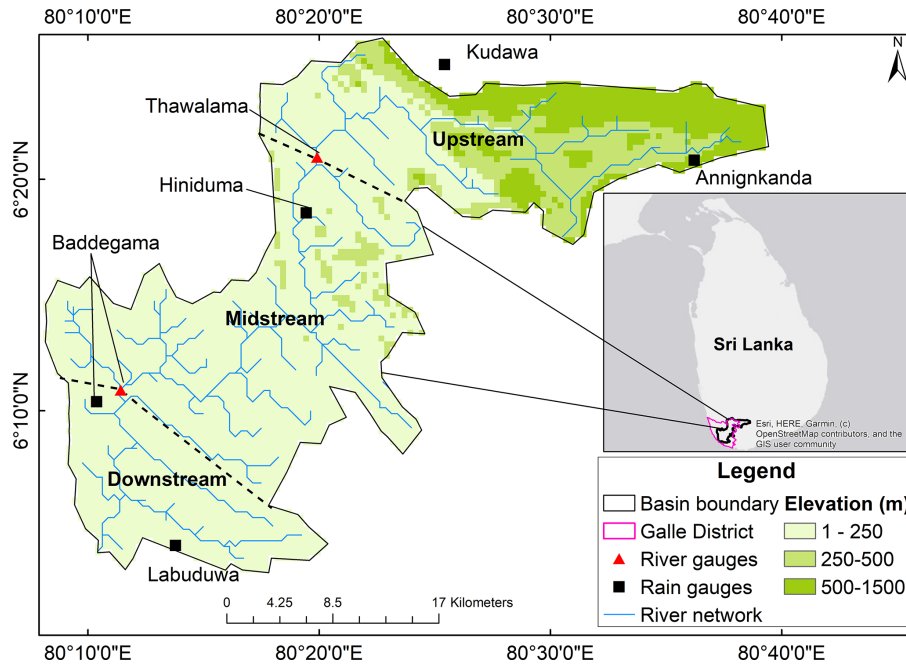 80°10'0"E
80°20'0"E
80°30'0"E
80°40'0"E
N
Kudawa
Thawalama
Upstream
6°20'0"N
Annigkanda
Hiniduma
Baddegama
Midstream
Sri Lanka
6°10'0"N
Esri, HERE, Garmin, (c)
OpenStreetMap contributors, and the
GIS user community
Downstream
Labuduwa
Legend
Basin boundary
Elevation (m)
Galle District
1 - 250
River gauges
250-500
Rain gauges
500-1500
River network
0 4.25 8.5 17 Kilometers
80°10'0"E
80°20'0"E
80°30'0"E
80°40'0"E